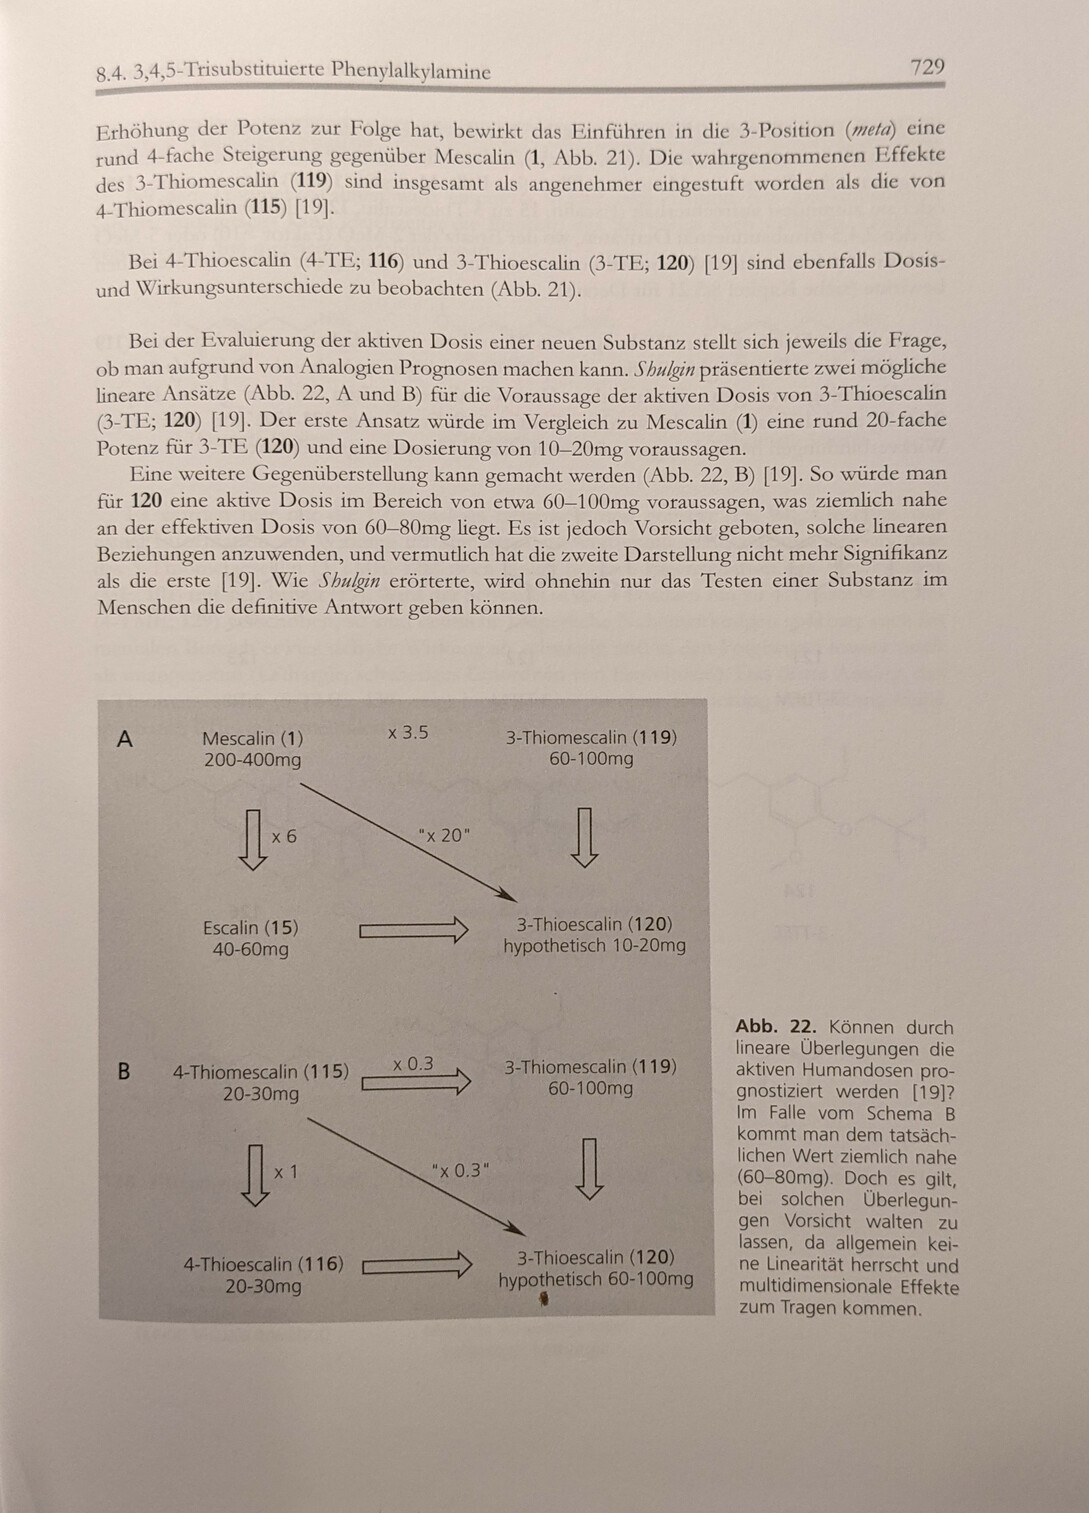 8.4. 3,4,5-Trisubstituierte Phenylalkylamine 729
Erhöhung der Potenz zur Folge hat, bewirkt das Einführen in die 3-Position (meta) eine
rund 4-fache Steigerung gegenüber Mescalin (1, Abb. 21). Die wahrgenommenen Effekte
des 3-Thiomescalin (119) sind insgesamt als angenehmer eingestuft worden als die von
4-Thiomescalin (115) [19].
Bei 4-Thioescalin (4-TE; 116) und 3-Thioescalin (3-TE; 120) [19] sind ebenfalls Dosis-
und Wirkungsunterschiede zu beobachten (Abb. 21).
Bei der Evaluierung der aktiven Dosis einer neuen Substanz stellt sich jeweils die Frage,
ob man aufgrund von Analogien Prognosen machen kann. Shulgin präsentierte zwei mögliche
lineare Ansätze (Abb. 22, A und B) für die Voraussage der aktiven Dosis von 3-Thioescalin
(3-TE; 120) [19]. Der erste Ansatz würde im Vergleich zu Mescalin (1) eine rund 20-fache
Potenz für 3-TE (120) und eine Dosierung von 10–20mg voraussagen.
Eine weitere Gegenüberstellung kann gemacht werden (Abb. 22, B) [19]. So würde man
für 120 eine aktive Dosis im Bereich von etwa 60–100mg voraussagen, was ziemlich nahe
an der effektiven Dosis von 60–80mg liegt. Es ist jedoch Vorsicht geboten, solche linearen
Beziehungen anzuwenden, und vermutlich hat die zweite Darstellung nicht mehr Signifikanz
als die erste [19]. Wie Shulgin erörterte, wird ohnehin nur das Testen einer Substanz im
Menschen die definitive Antwort geben können.
A
Mescalin (1) x 3.5 3-Thiomescalin (119)
200-400mg 60-100mg
x 6 "x 20"
Escalin (15) 3-Thioescalin (120)
40-60mg hypothetisch 10-20mg
B
4-Thiomescalin (115) x 0.3 3-Thiomescalin (119)
20-30mg 60-100mg
x 1 "x 0.3"
4-Thioescalin (116) 3-Thioescalin (120)
20-30mg hypothetisch 60-100mg
Abb. 22. Können durch
lineare Überlegungen die
aktiven Humandosen pro-
gnostiziert werden [19]?
Im Falle vom Schema B
kommt man dem tatsäch-
lichen Wert ziemlich nahe
(60–80mg). Doch es gilt,
bei solchen Überlegun-
gen Vorsicht walten zu
lassen, da allgemein kei-
ne Linearität herrscht und
multidimensionale Effekte
zum Tragen kommen.